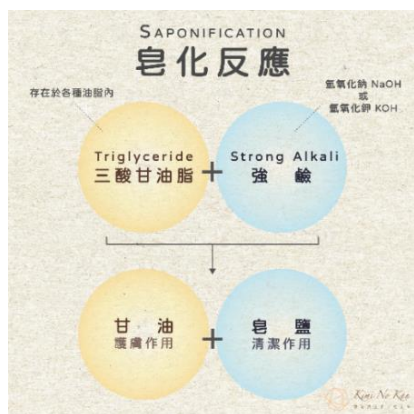 SAPONIFICATION
皂化反應
存在於各種油脂內
氫氧化鈉 NaOH
或
氫氧化鉀 KOH
Triglyceride + Strong Alkali
三酸甘油脂 強鹼
甘油 + 皂鹽
護膚作用 清潔作用